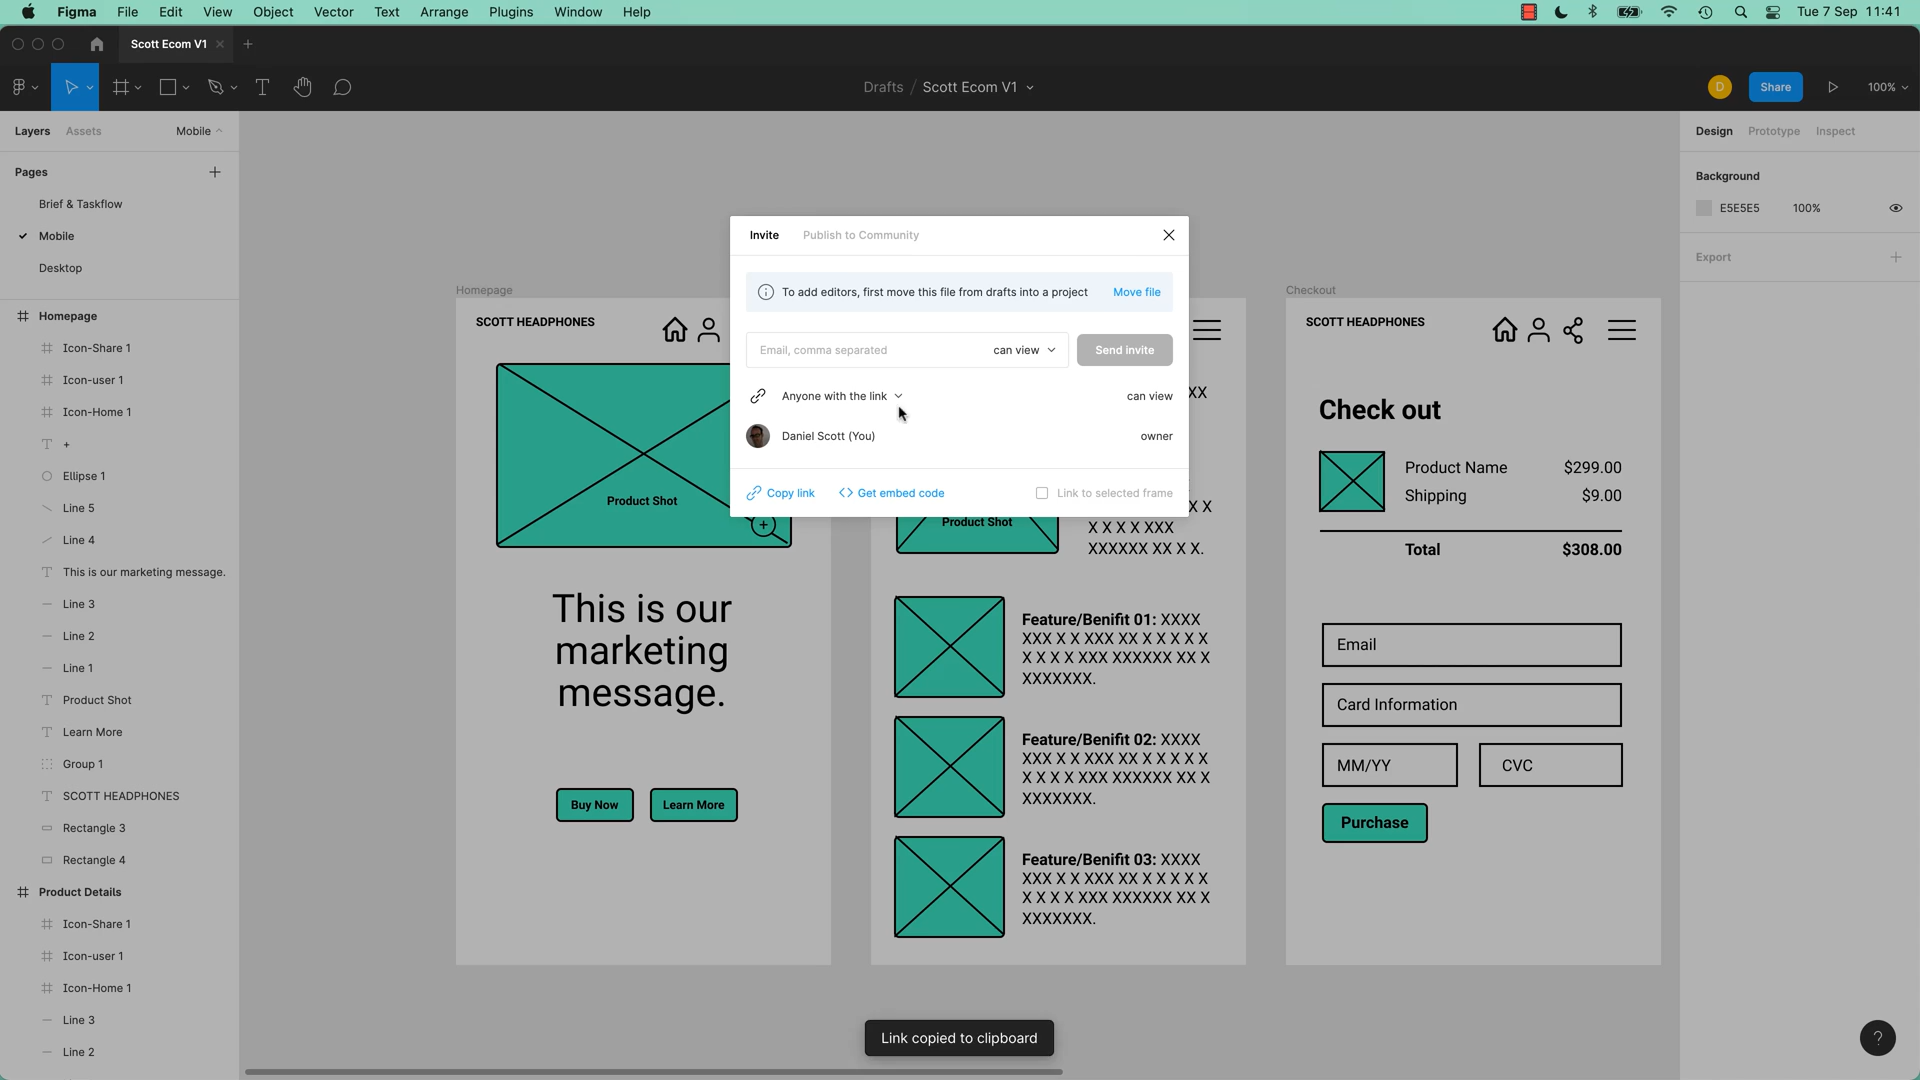 Figma File Edit View Object Vector Text Arrange Plugins Window Help Tue 7 Sep 11:41
Scott Ecom V1
Drafts / Scott Ecom V1
D Share 100%
Layers Assets Mobile
Pages
Brief & Taskflow
Mobile
Desktop
Homepage
Icon-Share 1
Icon-user 1
Icon-Home 1
+
Ellipse 1
Line 5
Line 4
This is our marketing message.
Line 3
Line 2
Line 1
Product Shot
Learn More
Group 1
SCOTT HEADPHONES
Rectangle 3
Rectangle 4
Product Details
Icon-Share 1
Icon-user 1
Icon-Home 1
Line 3
Line 2
Homepage
SCOTT HEADPHONES
Product Shot
This is our
marketing
message.
Buy Now Learn More
Invite Publish to Community
To add editors, first move this file from drafts into a project Move file
Email, comma separated can view Send invite
Anyone with the link can view
Daniel Scott (You) owner
Copy link Get embed code Link to selected frame
XX
X X
Product Shot
X X X X XXX
XXXXXX XX X X.
Feature/Benifit 01: XXXX
XXX X X XXX XX X X X X X
X X X X XXX XXXXXX XX X
XXXXXXX.
Feature/Benifit 02: XXXX
XXX X X XXX XX X X X X X
X X X X XXX XXXXXX XX X
XXXXXXX.
Feature/Benifit 03: XXXX
XXX X X XXX XX X X X X X
X X X X XXX XXXXXX XX X
XXXXXXX.
Checkout
SCOTT HEADPHONES
Check out
Product Name $299.00
Shipping $9.00
Total $308.00
Email
Card Information
MM/YY CVC
Purchase
Design Prototype Inspect
Background
E5E5E5 100%
Export
Link copied to clipboard
?